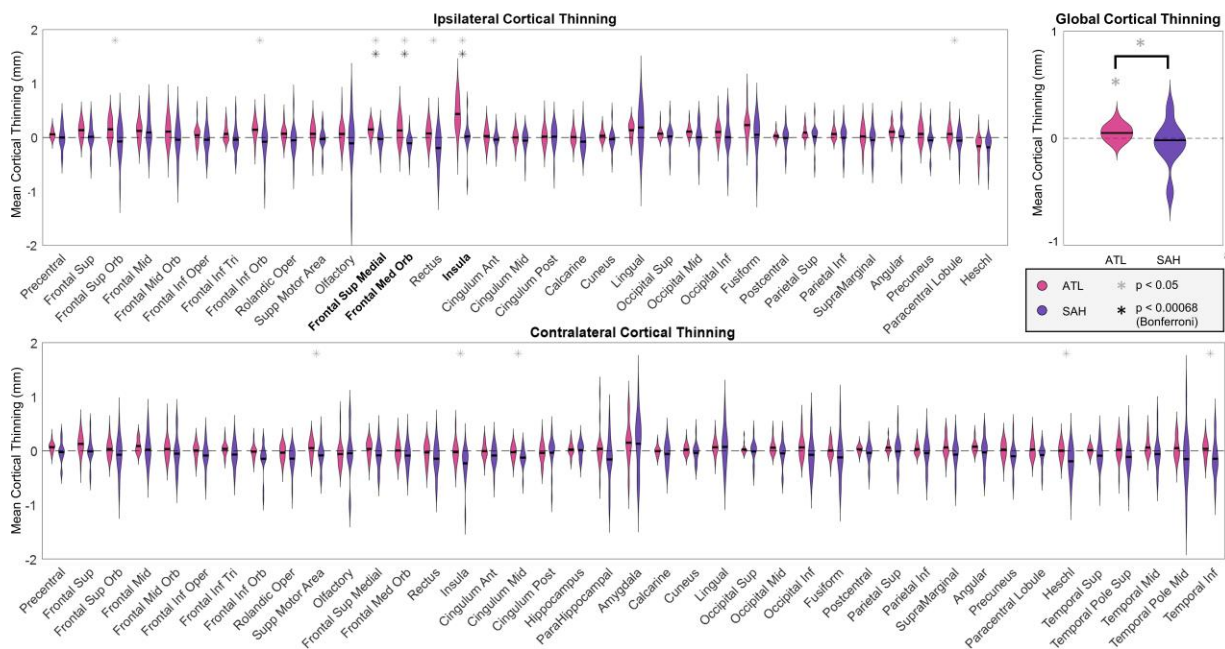 Ipsilateral Cortical Thinning
Mean Cortical Thinning (mm)
2
1
0
-1
-2
Precentral
Frontal Sup
Frontal Sup Orb
Frontal Mid
Frontal Mid Orb
Frontal Inf Oper
Frontal Inf Tri
Frontal Inf Orb
Rolandic Oper
Supp Motor Area
Olfactory
Frontal Sup Medial
Frontal Med Orb
Rectus
Insula
Cingulum Ant
Cingulum Mid
Cingulum Post
Calcarine
Cuneus
Lingual
Occipital Sup
Occipital Mid
Occipital Inf
Fusiform
Postcentral
Parietal Sup
Parietal Inf
SupraMarginal
Angular
Precuneus
Paracentral Lobule
Heschl
Global Cortical Thinning
Mean Cortical Thinning (mm)
1
0
-1
ATL SAH
ATL * p < 0.05
SAH * p < 0.00068
(Bonferroni)
Contralateral Cortical Thinning
Mean Cortical Thinning (mm)
2
1
0
-1
-2
Precentral
Frontal Sup
Frontal Sup Orb
Frontal Mid
Frontal Mid Orb
Frontal Inf Oper
Frontal Inf Tri
Frontal Inf Orb
Rolandic Oper
Supp Motor Area
Olfactory
Frontal Sup Medial
Frontal Med Orb
Rectus
Insula
Cingulum Ant
Cingulum Mid
Cingulum Post
Hippocampus
ParaHippocampal
Amygdala
Calcarine
Cuneus
Lingual
Occipital Sup
Occipital Mid
Occipital Inf
Fusiform
Postcentral
Parietal Sup
Parietal Inf
SupraMarginal
Angular
Precuneus
Paracentral Lobule
Heschl
Temporal Sup
Temporal Pole Sup
Temporal Mid
Temporal Pole Mid
Temporal Inf